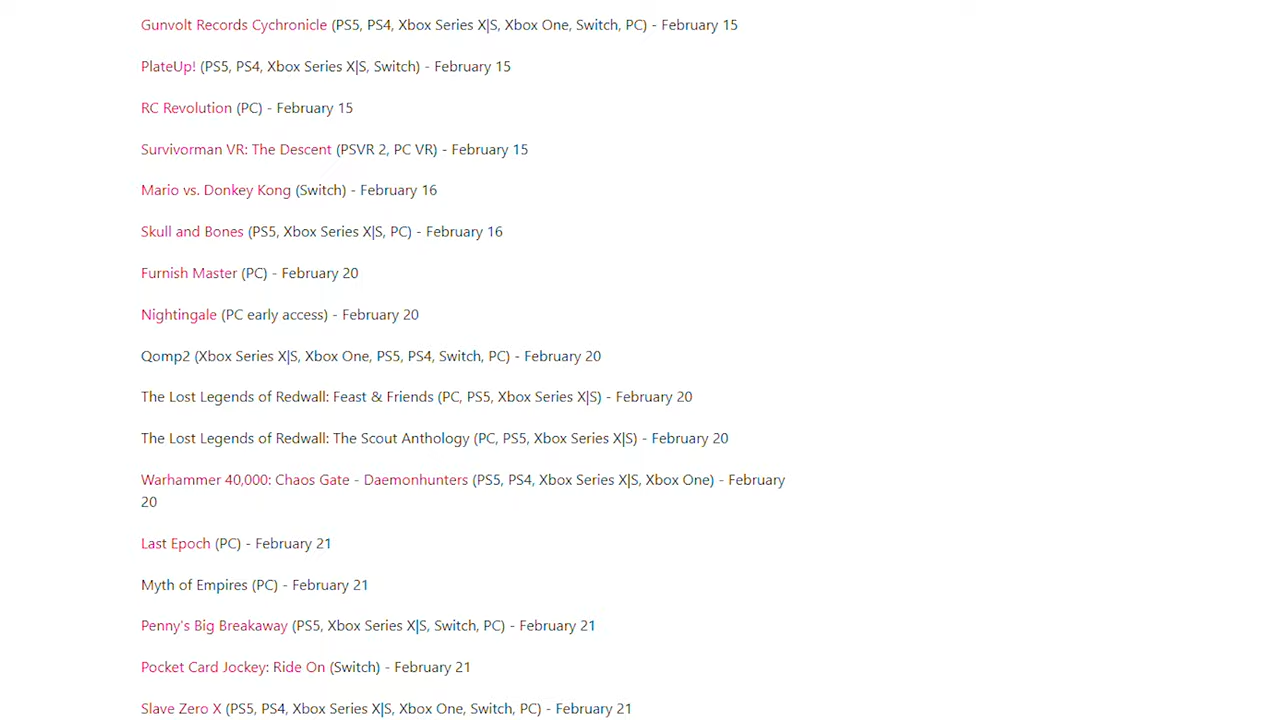 Gunvolt Records Cychronicle (PS5, PS4, Xbox Series X|S, Xbox One, Switch, PC) - February 15
PlateUp! (PS5, PS4, Xbox Series X|S, Switch) - February 15
RC Revolution (PC) - February 15
Survivorman VR: The Descent (PSVR 2, PC VR) - February 15
Mario vs. Donkey Kong (Switch) - February 16
Skull and Bones (PS5, Xbox Series X|S, PC) - February 16
Furnish Master (PC) - February 20
Nightingale (PC early access) - February 20
Qomp2 (Xbox Series X|S, Xbox One, PS5, PS4, Switch, PC) - February 20
The Lost Legends of Redwall: Feast & Friends (PC, PS5, Xbox Series X|S) - February 20
The Lost Legends of Redwall: The Scout Anthology (PC, PS5, Xbox Series X|S) - February 20
Warhammer 40,000: Chaos Gate - Daemonhunters (PS5, PS4, Xbox Series X|S, Xbox One) - February
20
Last Epoch (PC) - February 21
Myth of Empires (PC) - February 21
Penny's Big Breakaway (PS5, Xbox Series X|S, Switch, PC) - February 21
Pocket Card Jockey: Ride On (Switch) - February 21
Slave Zero X (PS5, PS4, Xbox Series X|S, Xbox One, Switch, PC) - February 21